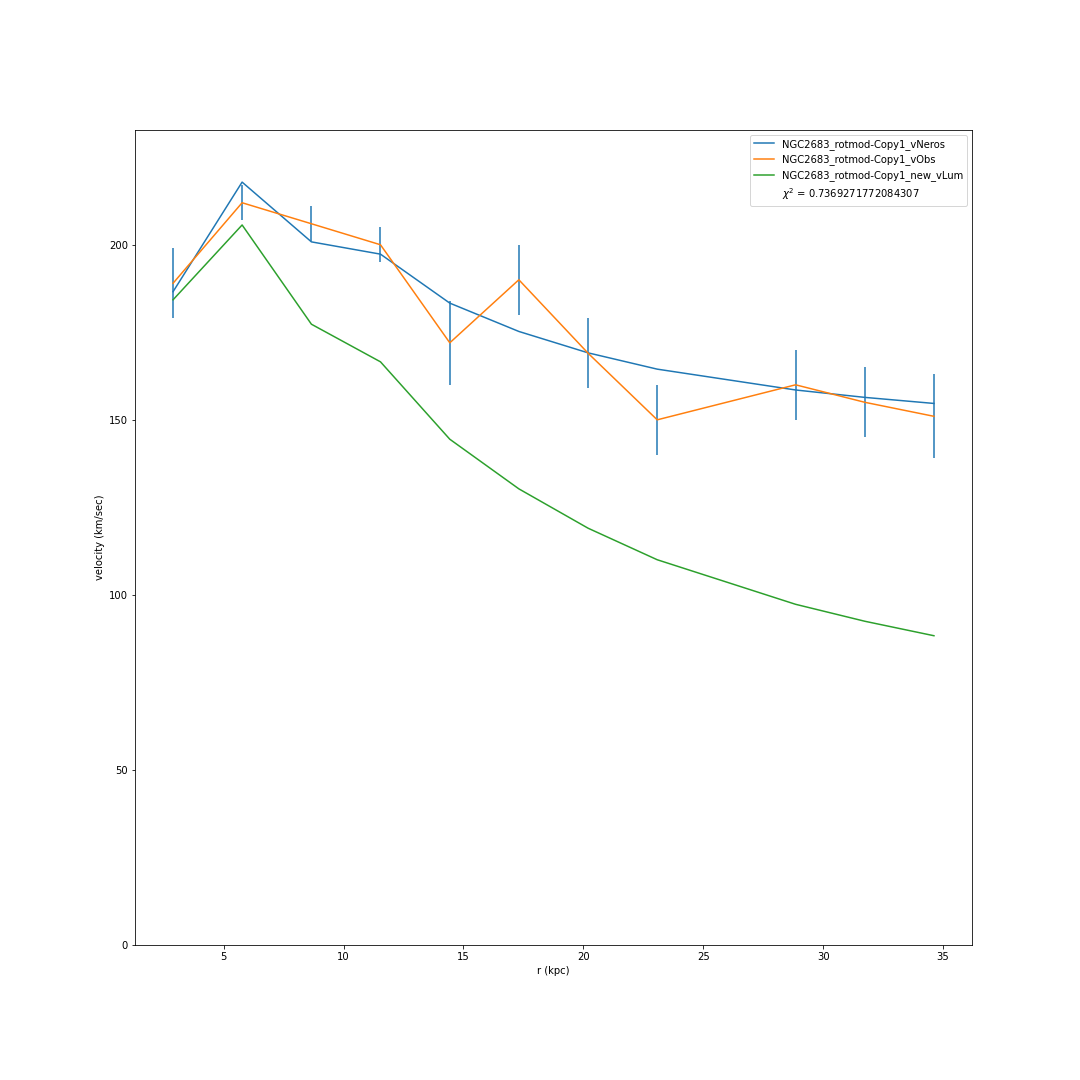 NGC2683_rotmod-Copy1_vNeros
NGC2683_rotmod-Copy1_vObs
NGC2683_rotmod-Copy1_new_vLum
χ² = 0.7369271772084307
200
150
100
50
0
velocity (km/sec)
5 10 15 20 25 30 35
r (kpc)